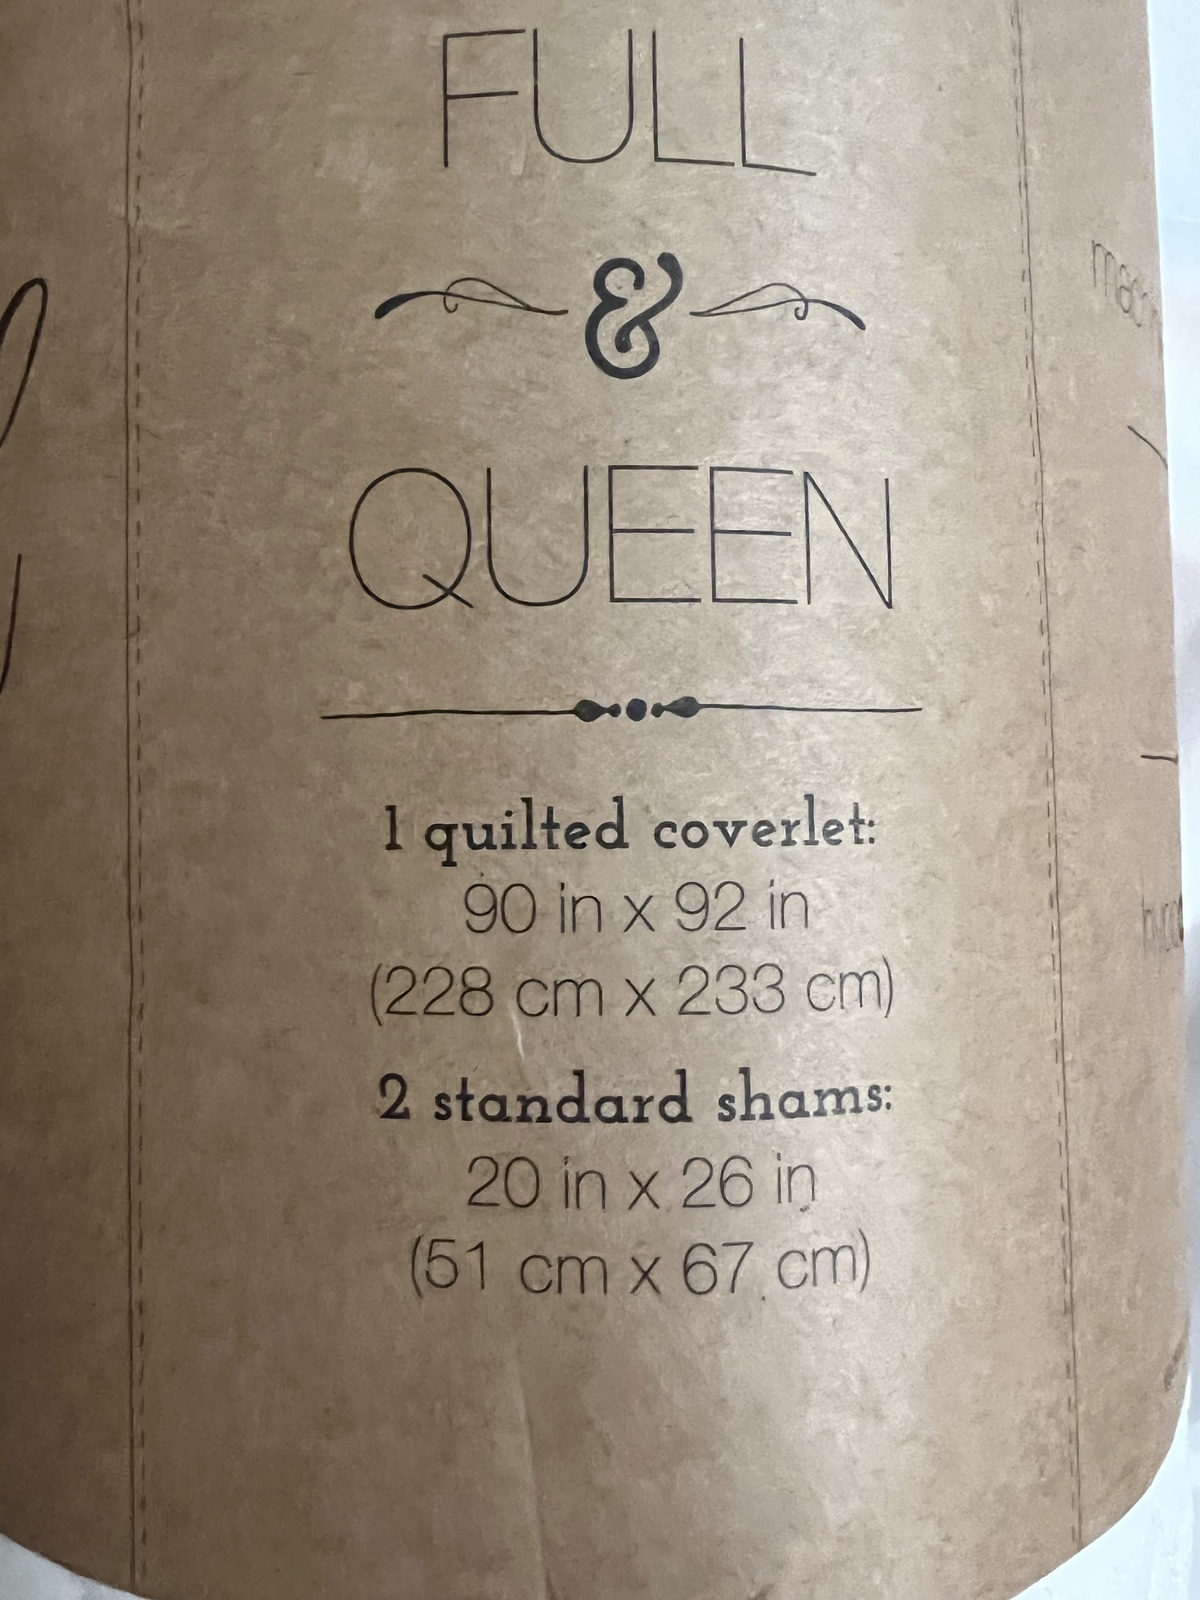 FULL
&
QUEEN
1 quilted coverlet:
90 in x 92 in
(228 cm x 233 cm)
2 standard shams:
20 in x 26 in
(51 cm x 67 cm)